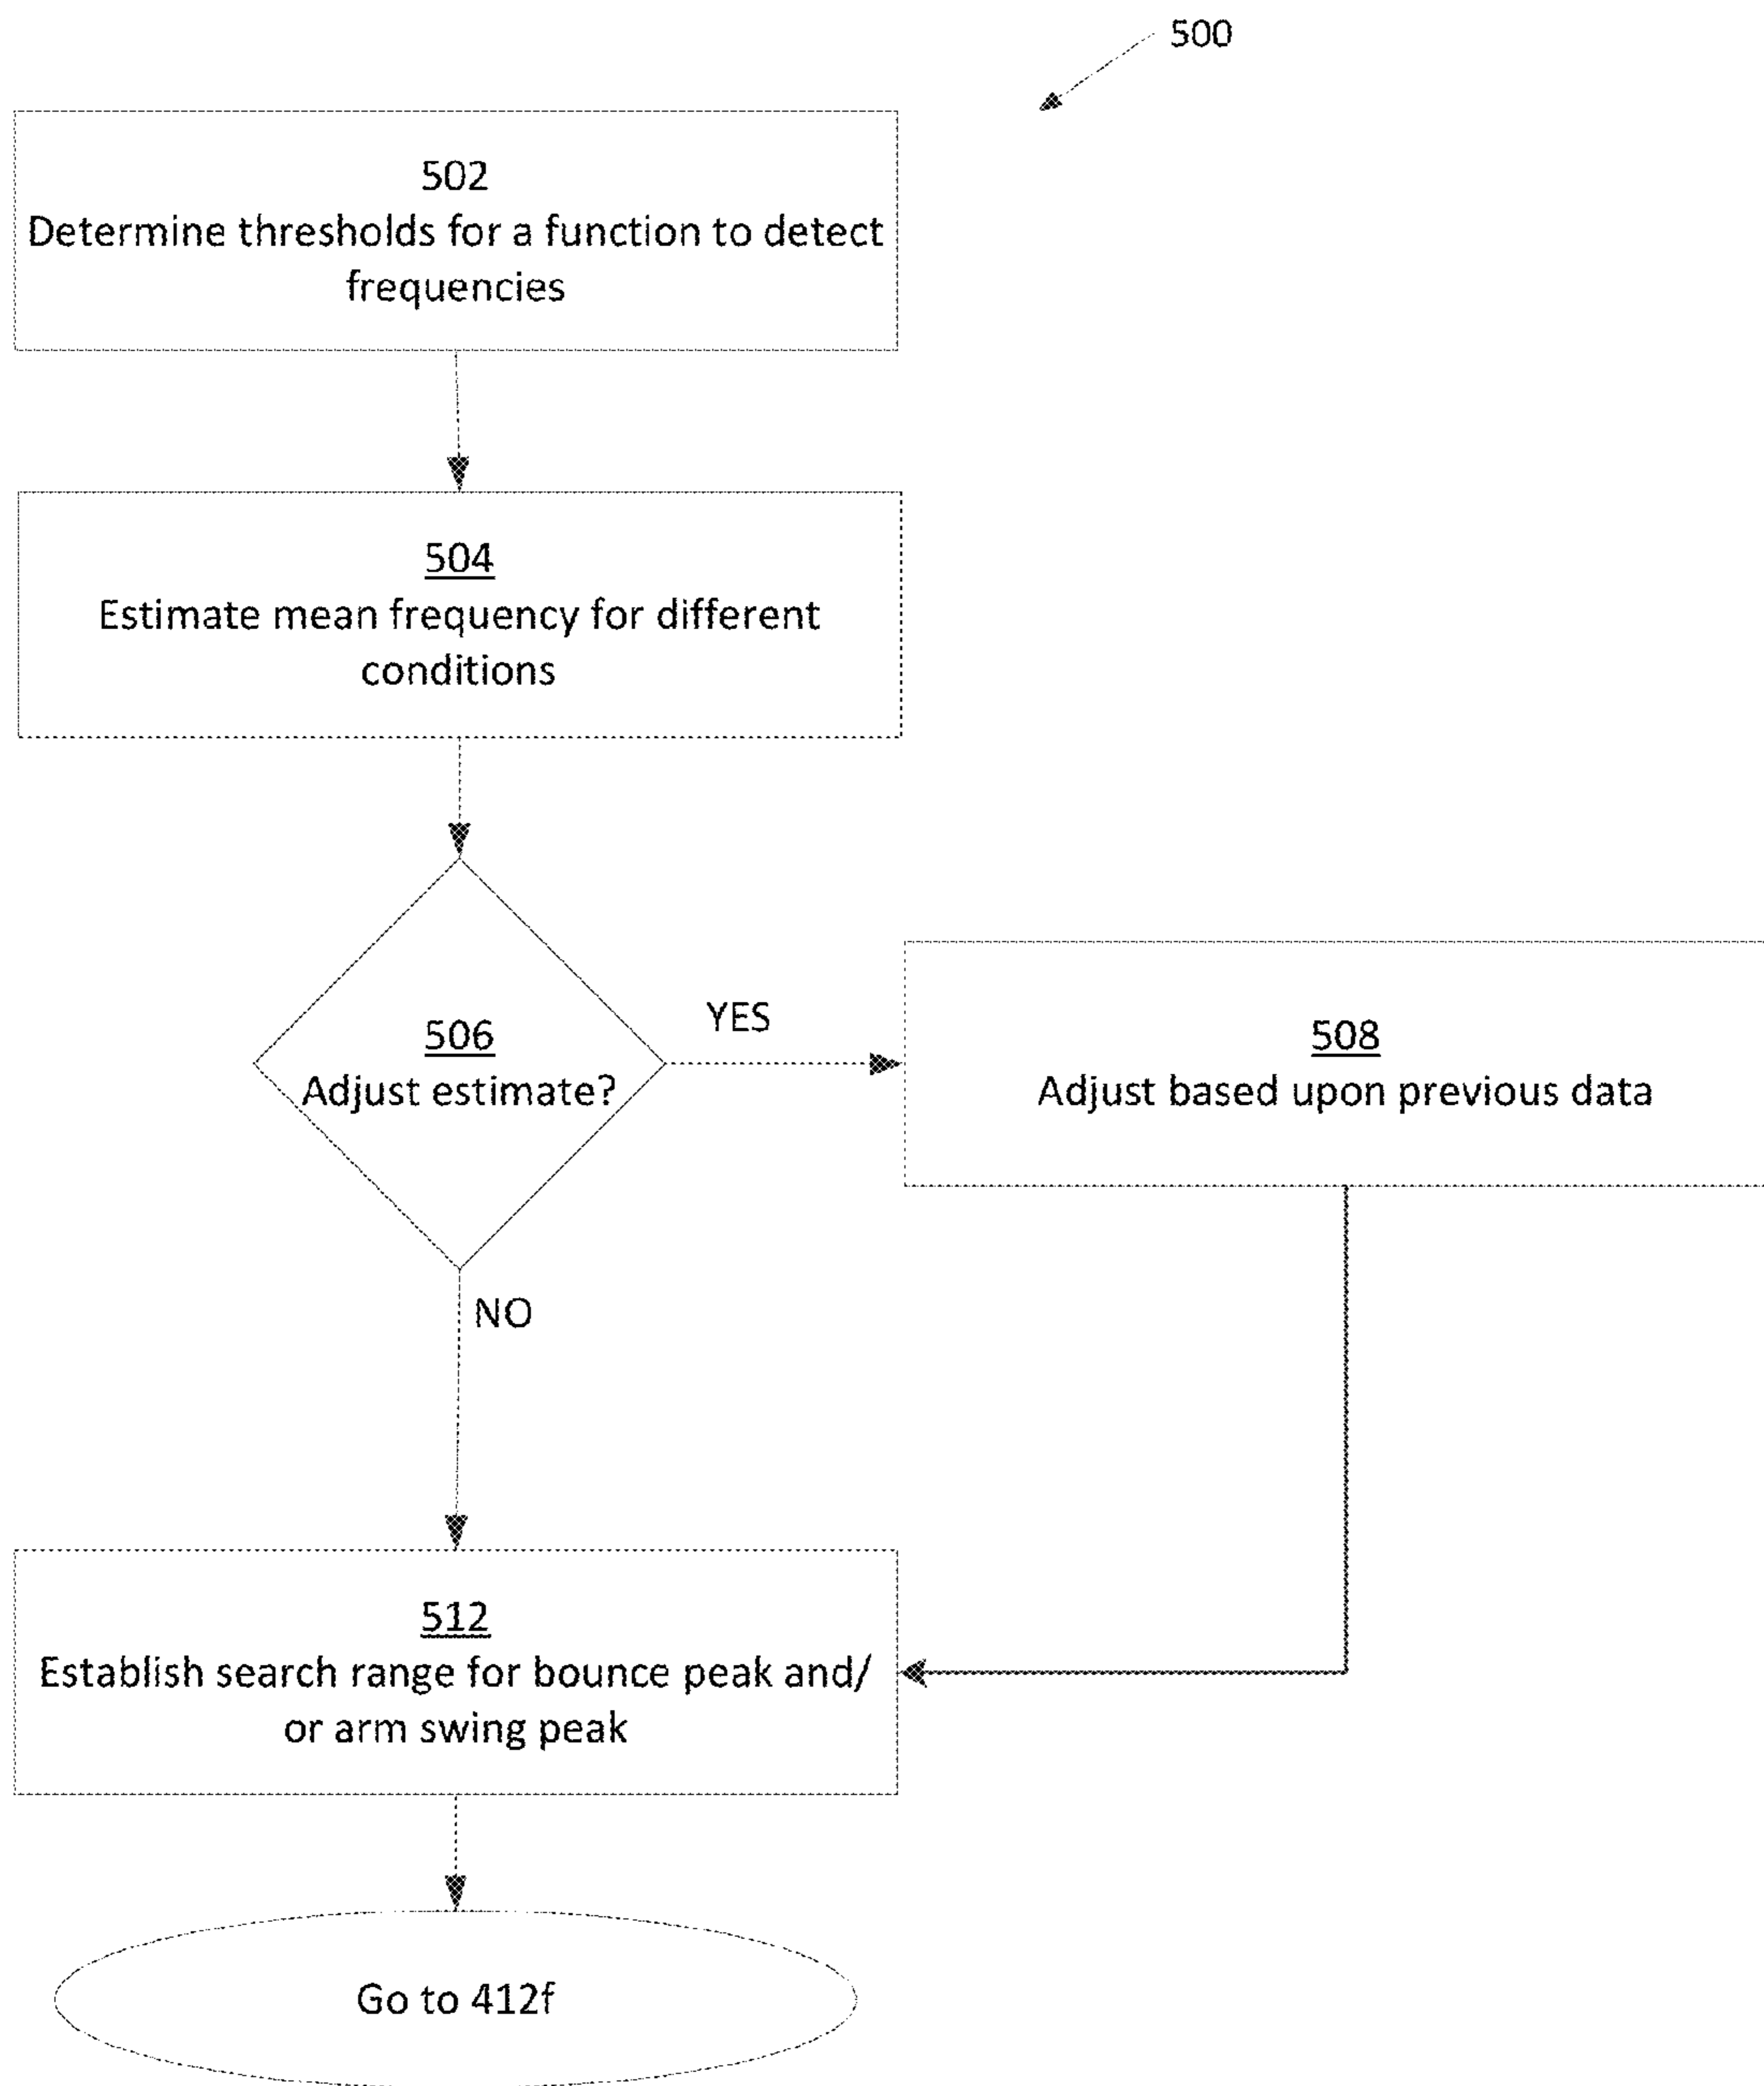 500
502
Determine thresholds for a function to detect
frequencies
504
Estimate mean frequency for different
conditions
506
Adjust estimate?
YES
508
Adjust based upon previous data
NO
512
Establish search range for bounce peak and/
or arm swing peak
Go to 412f